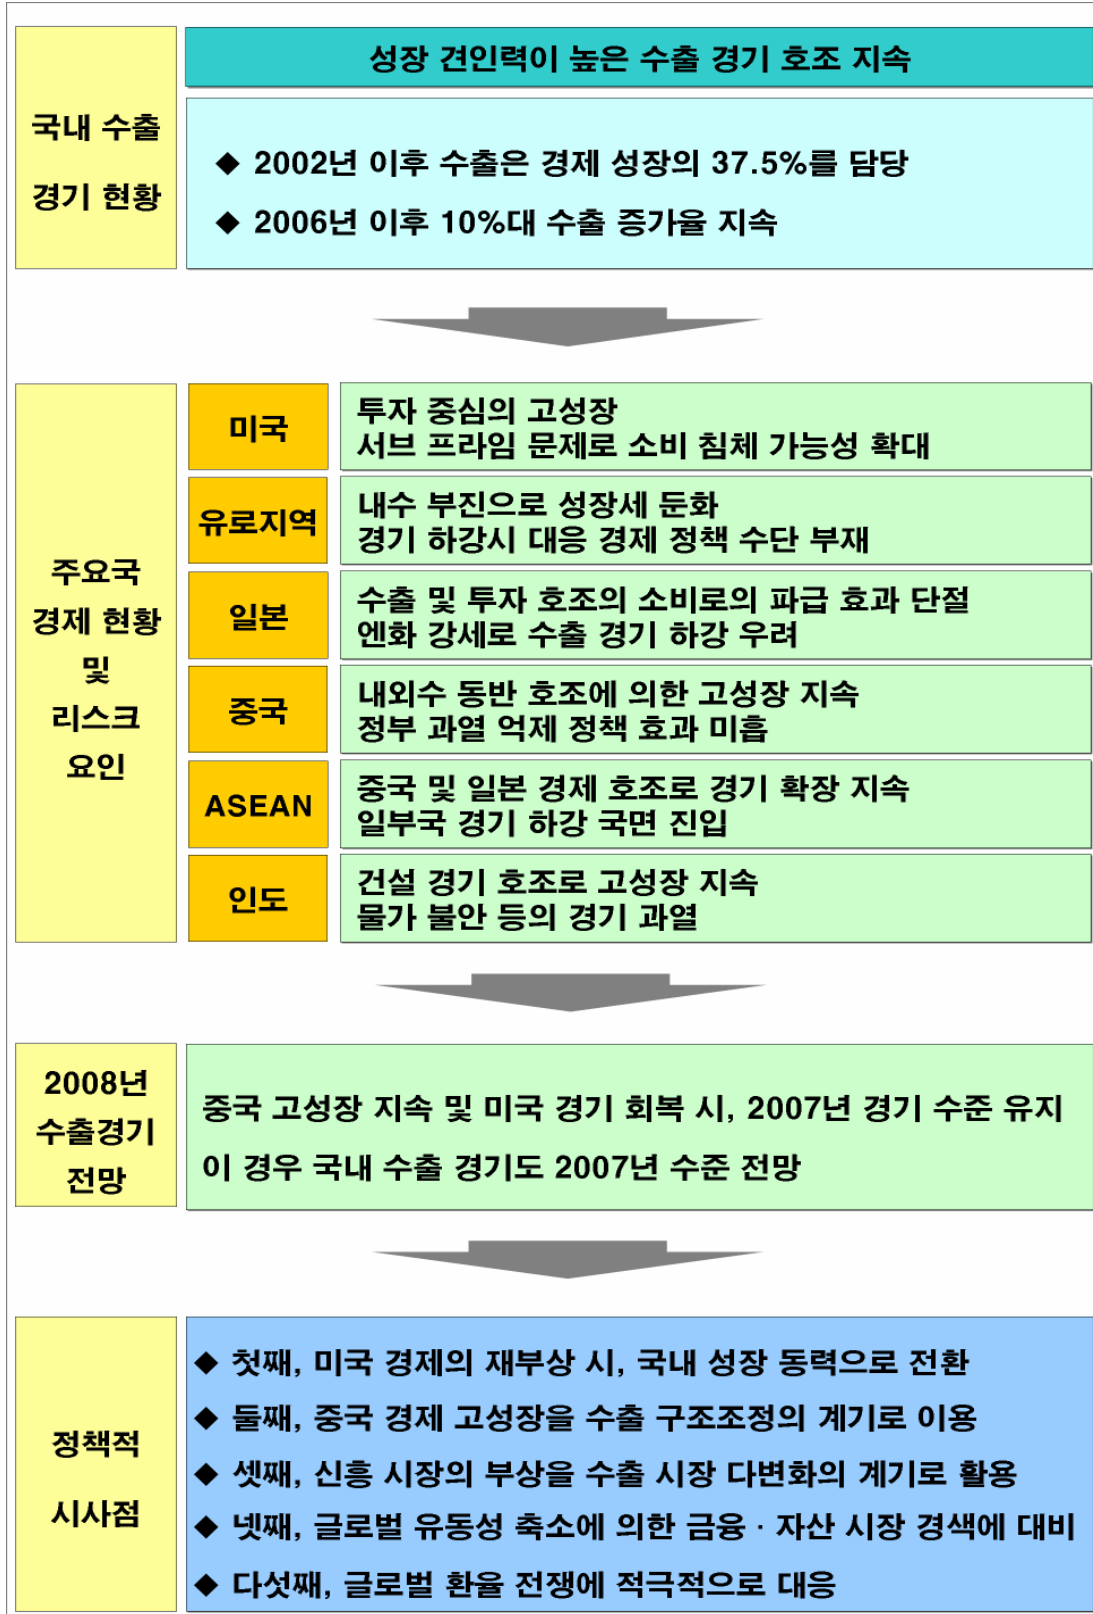 성장 견인력이 높은 수출 경기 호조 지속
국내 수출
경기 현황
◆ 2002년 이후 수출은 경제 성장의 37.5%를 담당
◆ 2006년 이후 10%대 수출 증가율 지속
주요국
경제 현황
및
리스크
요인
미국
투자 중심의 고성장
서브 프라임 문제로 소비 침체 가능성 확대
유로지역
내수 부진으로 성장세 둔화
경기 하강시 대응 경제 정책 수단 부재
일본
수출 및 투자 호조의 소비로의 파급 효과 단절
엔화 강세로 수출 경기 하강 우려
중국
내외수 동반 호조에 의한 고성장 지속
정부 과열 억제 정책 효과 미흡
ASEAN
중국 및 일본 경제 호조로 경기 확장 지속
일부국 경기 하강 국면 진입
인도
건설 경기 호조로 고성장 지속
물가 불안 등의 경기 과열
2008년
수출경기
전망
중국 고성장 지속 및 미국 경기 회복 시, 2007년 경기 수준 유지
이 경우 국내 수출 경기도 2007년 수준 전망
정책적
시사점
◆ 첫째, 미국 경제의 재부상 시, 국내 성장 동력으로 전환
◆ 둘째, 중국 경제 고성장을 수출 구조조정의 계기로 이용
◆ 셋째, 신흥 시장의 부상을 수출 시장 다변화의 계기로 활용
◆ 넷째, 글로벌 유동성 축소에 의한 금융 · 자산 시장 경색에 대비
◆ 다섯째, 글로벌 환율 전쟁에 적극적으로 대응